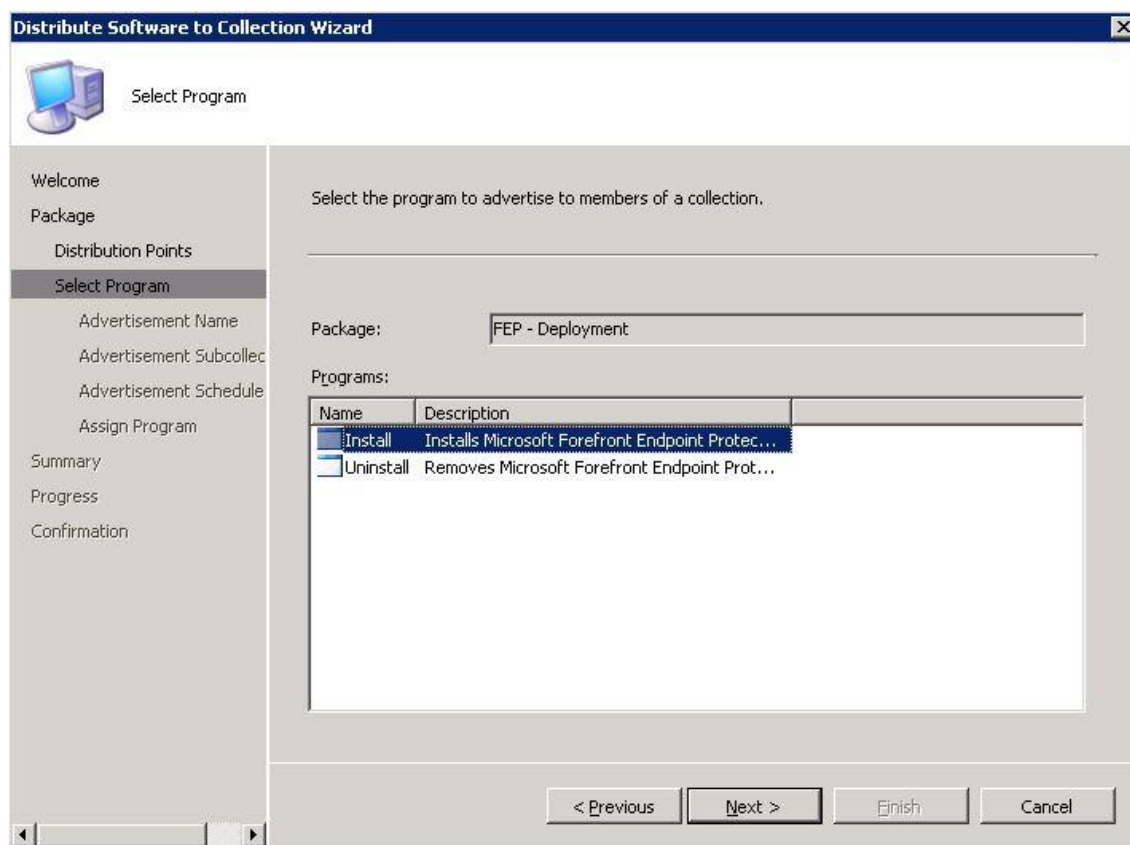 Distribute Software to Collection Wizard
Select Program
Welcome
Package
Distribution Points
Select Program
Advertisement Name
Advertisement Subcollec
Advertisement Schedule
Assign Program
Summary
Progress
Confirmation
Select the program to advertise to members of a collection.
Package: FEP - Deployment
Programs:
Name Description
Install Installs Microsoft Forefront Endpoint Protec...
Uninstall Removes Microsoft Forefront Endpoint Prot...
< Previous Next > Finish Cancel